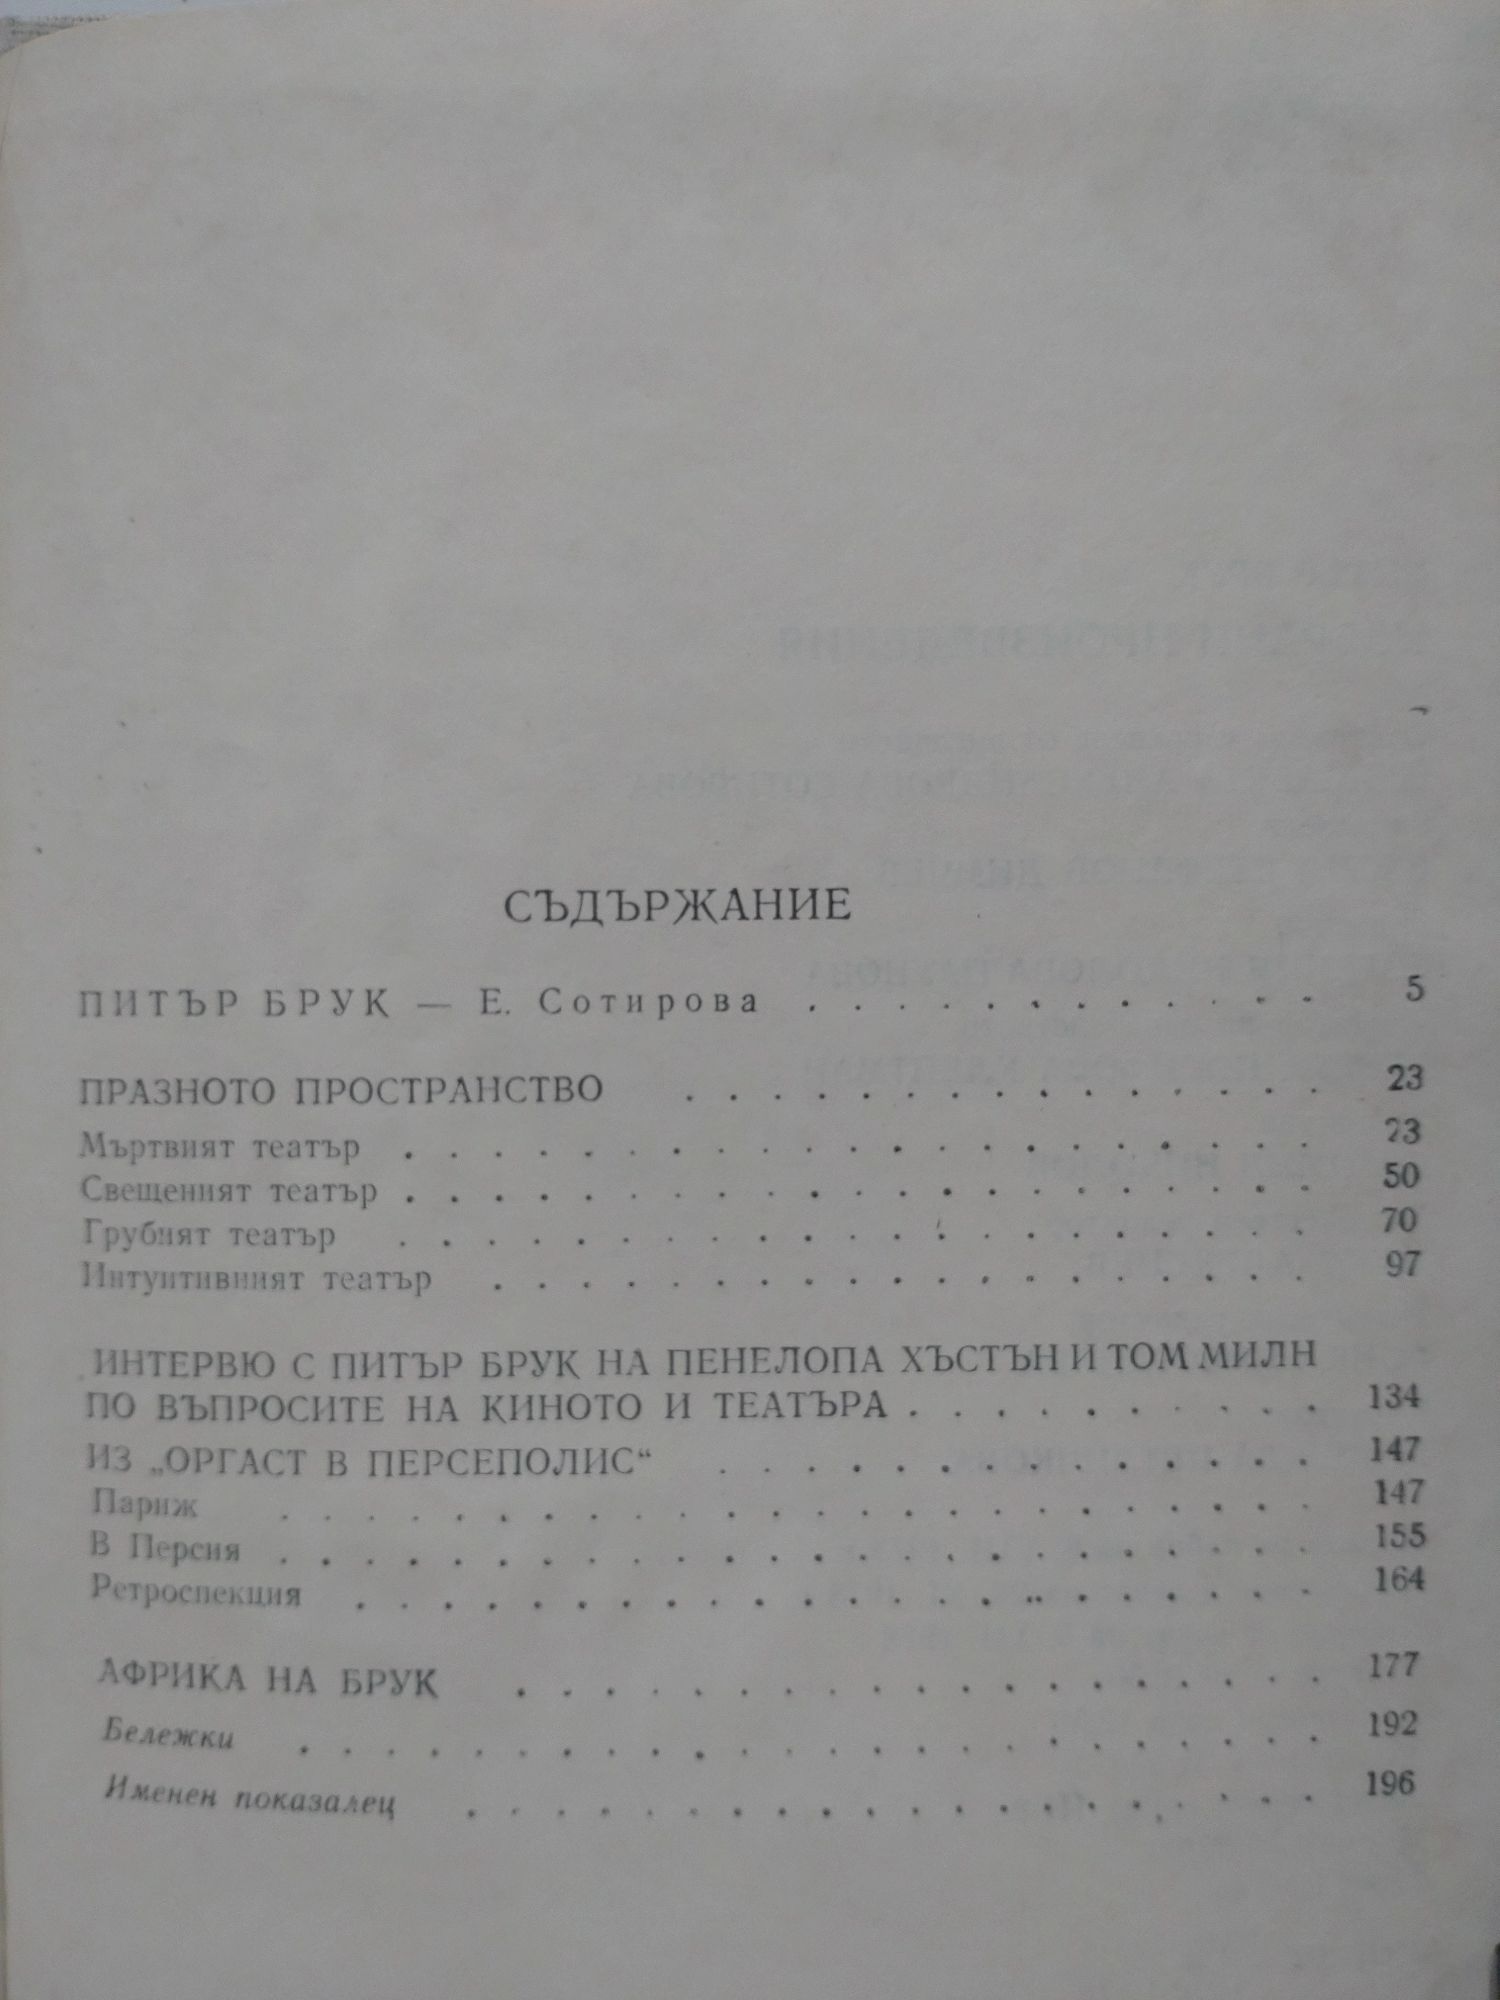 СЪДЪРЖАНИЕ
ПИТЪР БРУК — Е. Сотирова . . . . . . . . . . . . 5
ПРАЗНОТО ПРОСТРАНСТВО . . . . . . . . . . . . . . . 23
Мъртвият театър . . . . . . . . . . . . . . . . . . . . . 23
Свещеният театър . . . . . . . . . . . . . . . . . . . . . 50
Грубият театър . . . . . . . . . . . . . . . . . . . . . 70
Интуитивният театър . . . . . . . . . . . . . . . . . . . 97
ИНТЕРВЮ С ПИТЪР БРУК НА ПЕНЕЛОПА ХЪСТЪН И ТОМ МИЛН
ПО ВЪПРОСИТЕ НА КИНОТО И ТЕАТЪРА . . . . . . . . . . 134
ИЗ „ОРГАСТ В ПЕРСЕПОЛИС“ . . . . . . . . . . . . . . 147
Париж . . . . . . . . . . . . . . . . . . . . . . . . 147
В Персия . . . . . . . . . . . . . . . . . . . . . . . . 155
Ретроспекция . . . . . . . . . . . . . . . . . . . . . . 164
АФРИКА НА БРУК . . . . . . . . . . . . . . . . . . . 177
Бележки . . . . . . . . . . . . . . . . . . . . . . . . 192
Именен показалец . . . . . . . . . . . . . . . . . . . . 196